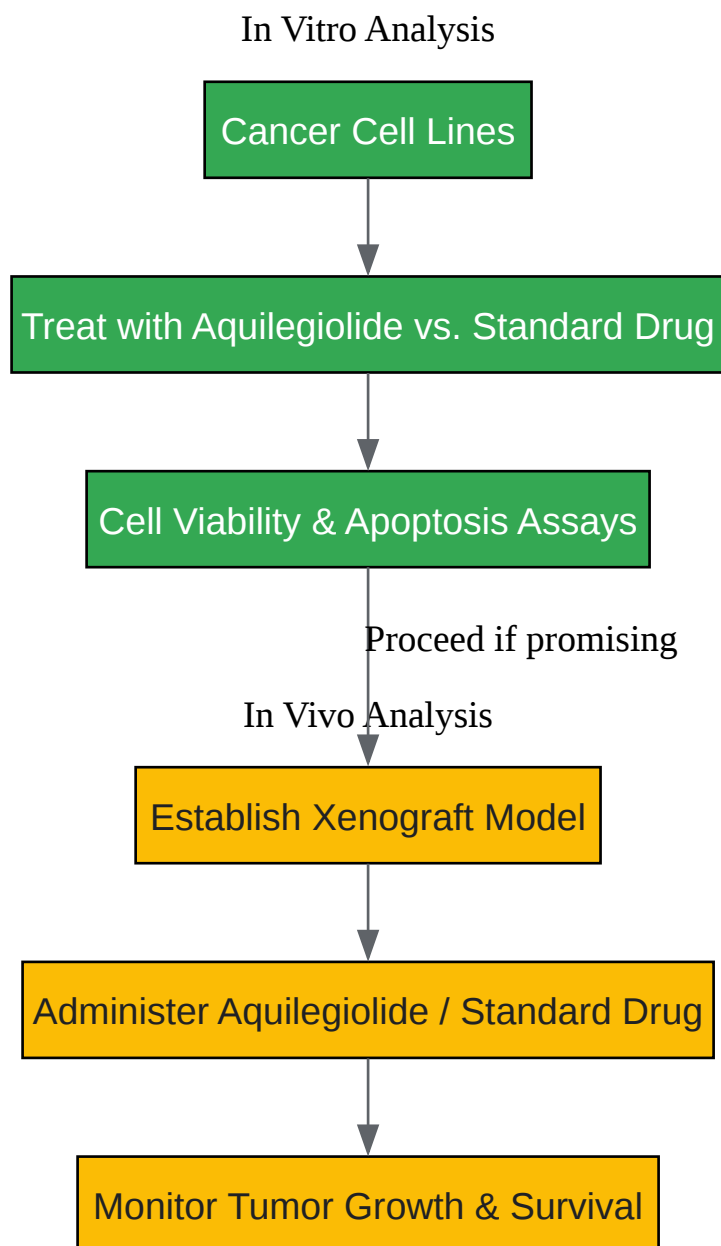 In Vitro Analysis
Cancer Cell Lines
Treat with Aquilegiolide vs. Standard Drug
Cell Viability & Apoptosis Assays
Proceed if promising
In Vivo Analysis
Establish Xenograft Model
Administer Aquilegiolide / Standard Drug
Monitor Tumor Growth & Survival